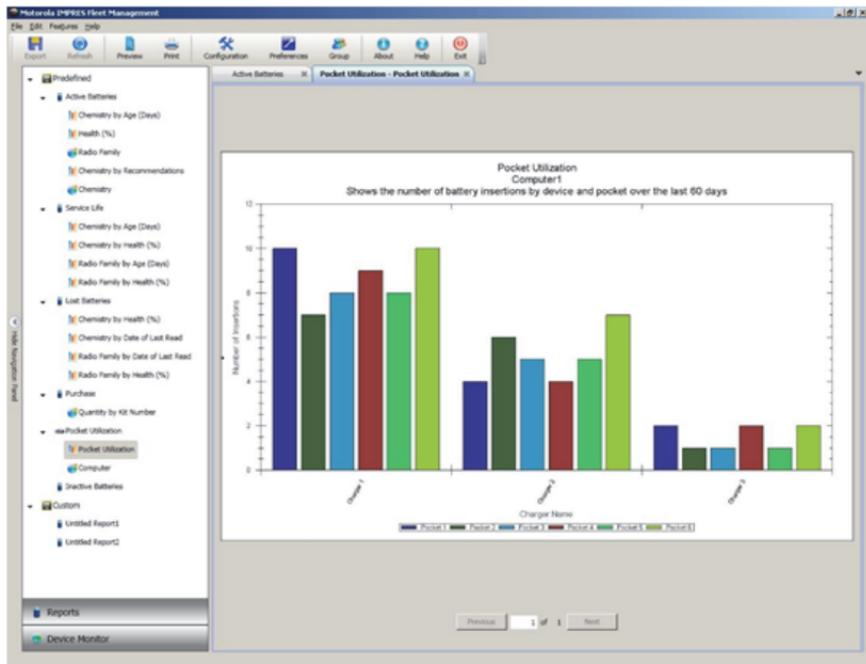 Motorola IMPRES Fleet Management
File Edit Features Help
Export Refresh Preview Print Configuration Preferences Group About Help Exit
Active Batteries
Pocket Utilization - Pocket Utilization
Hide Navigation Panel
Predefined
Active Batteries
Chemistry by Age (Days)
Health (%)
Radio Family
Chemistry by Recommendations
Chemistry
Service Life
Chemistry by Age (Days)
Chemistry by Health (%)
Radio Family by Age (Days)
Radio Family by Health (%)
Lost Batteries
Chemistry by Health (%)
Chemistry by Date of Last Read
Radio Family by Date of Last Read
Radio Family by Health (%)
Purchase
Quantity by Kit Number
Pocket Utilization
Pocket Utilization
Computer
Inactive Batteries
Custom
Untitled Report1
Untitled Report2
Reports
Device Monitor
Pocket Utilization
Computer1
Shows the number of battery insertions by device and pocket over the last 60 days
Number of Insertions
12
10
8
6
4
2
0
Charger 1
Charger 2
Charger 3
Charger Name
Pocket 1 Pocket 2 Pocket 3 Pocket 4 Pocket 5 Pocket 6
Previous 1 of 1 Next